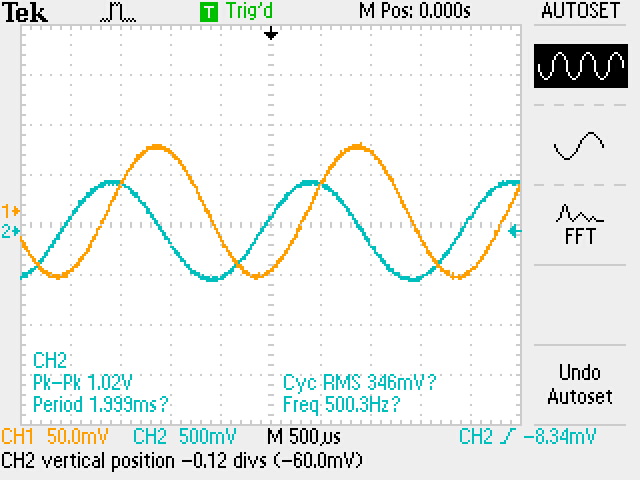 Tek T Trig'd M Pos: 0.000s AUTOSET
1
2
FFT
CH2
Pk-Pk 1.02V Cyc RMS 346mV?
Period 1.999ms? Freq 500.3Hz?
Undo
Autoset
CH1 50.0mV CH2 500mV M 500µs CH2 -8.34mV
CH2 vertical position -0.12 divs (-60.0mV)